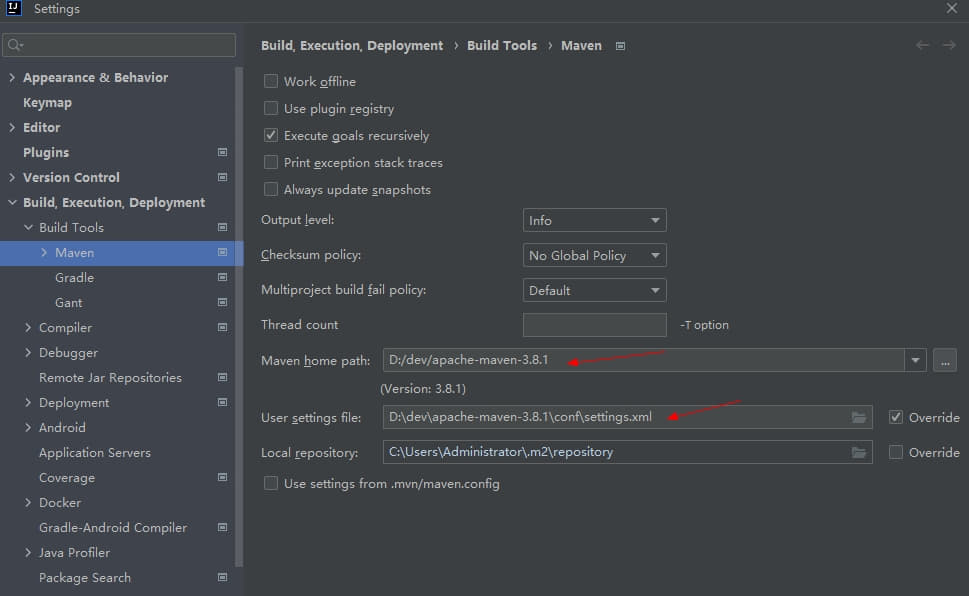 Settings
Appearance & Behavior
Keymap
Editor
Plugins
Version Control
Build, Execution, Deployment
Build Tools
Maven
Gradle
Gant
Compiler
Debugger
Remote Jar Repositories
Deployment
Android
Application Servers
Coverage
Docker
Gradle-Android Compiler
Java Profiler
Package Search
Build, Execution, Deployment › Build Tools › Maven
Work offline
Use plugin registry
Execute goals recursively
Print exception stack traces
Always update snapshots
Output level: Info
Checksum policy: No Global Policy
Multiproject build fail policy: Default
Thread count -T option
Maven home path: D:/dev/apache-maven-3.8.1 ...
(Version: 3.8.1)
User settings file: D:\dev\apache-maven-3.8.1\conf\settings.xml Override
Local repository: C:\Users\Administrator\.m2\repository Override
Use settings from .mvn/maven.config